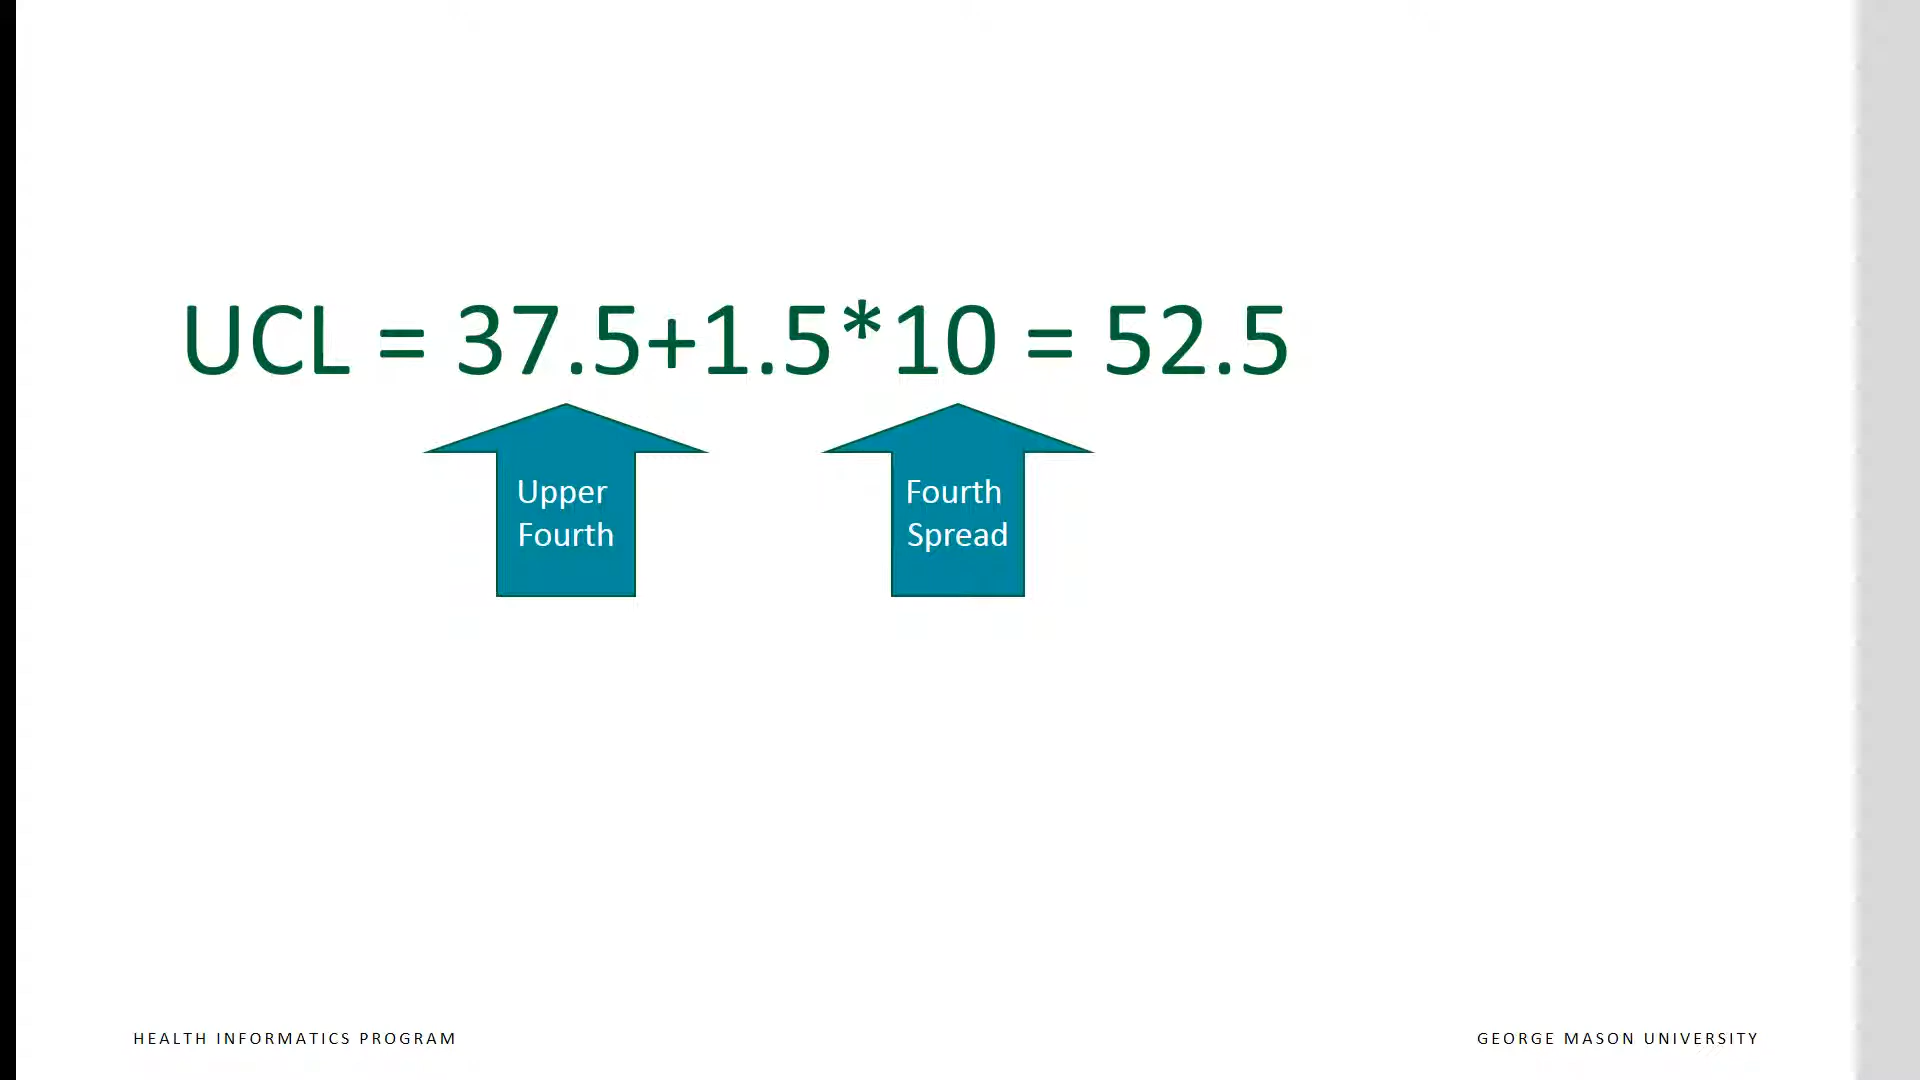 UCL = 37.5+1.5*10 = 52.5
Upper
Fourth
Fourth
Spread
HEALTH INFORMATICS PROGRAM
GEORGE MASON UNIVERSITY